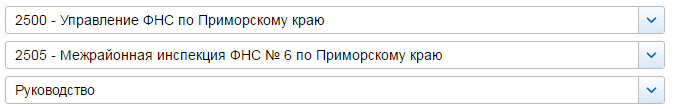 2500 - Управление ФНС по Приморскому краю
2505 - Межрайонная инспекция ФНС № 6 по Приморскому краю
Руководство